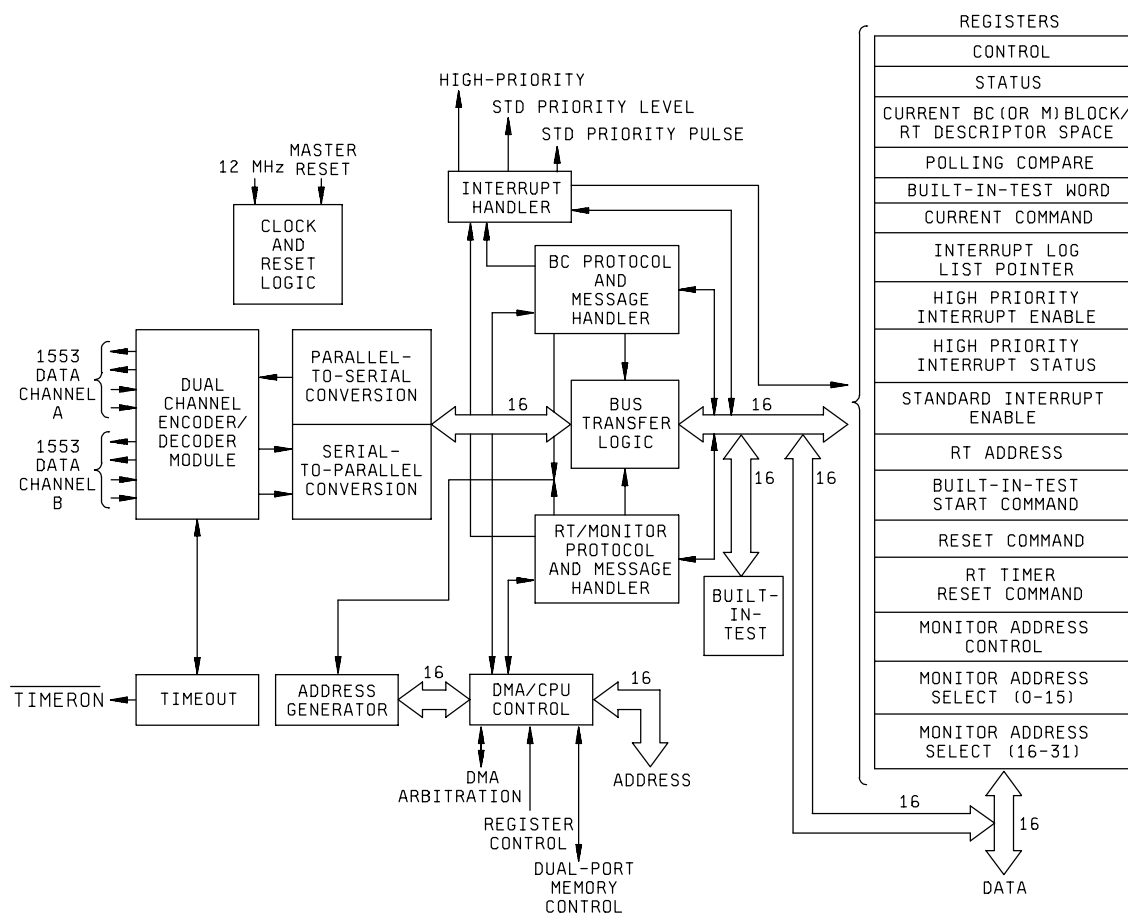 REGISTERS
CONTROL
STATUS
CURRENT BC(OR M)BLOCK/
RT DESCRIPTOR SPACE
POLLING COMPARE
BUILT-IN-TEST WORD
CURRENT COMMAND
INTERRUPT LOG
LIST POINTER
HIGH PRIORITY
INTERRUPT ENABLE
HIGH PRIORITY
INTERRUPT STATUS
STANDARD INTERRUPT
ENABLE
RT ADDRESS
BUILT-IN-TEST
START COMMAND
RESET COMMAND
RT TIMER
RESET COMMAND
MONITOR ADDRESS
CONTROL
MONITOR ADDRESS
SELECT (0-15)
MONITOR ADDRESS
SELECT (16-31)
HIGH-PRIORITY
STD PRIORITY LEVEL
STD PRIORITY PULSE
12 MHz
MASTER
RESET
INTERRUPT
HANDLER
CLOCK
AND
RESET
LOGIC
BC PROTOCOL
AND
MESSAGE
HANDLER
1553
DATA
CHANNEL
A
1553
DATA
CHANNEL
B
DUAL
CHANNEL
ENCODER/
DECODER
MODULE
PARALLEL-
TO-SERIAL
CONVERSION
SERIAL-
TO-PARALLEL
CONVERSION
16
BUS
TRANSFER
LOGIC
16
16
16
RT/MONITOR
PROTOCOL
AND MESSAGE
HANDLER
BUILT-
IN-
TEST
TIMERON
TIMEOUT
ADDRESS
GENERATOR
16
DMA/CPU
CONTROL
16
ADDRESS
DMA
ARBITRATION
REGISTER
CONTROL
DUAL-PORT
MEMORY
CONTROL
16
16
DATA